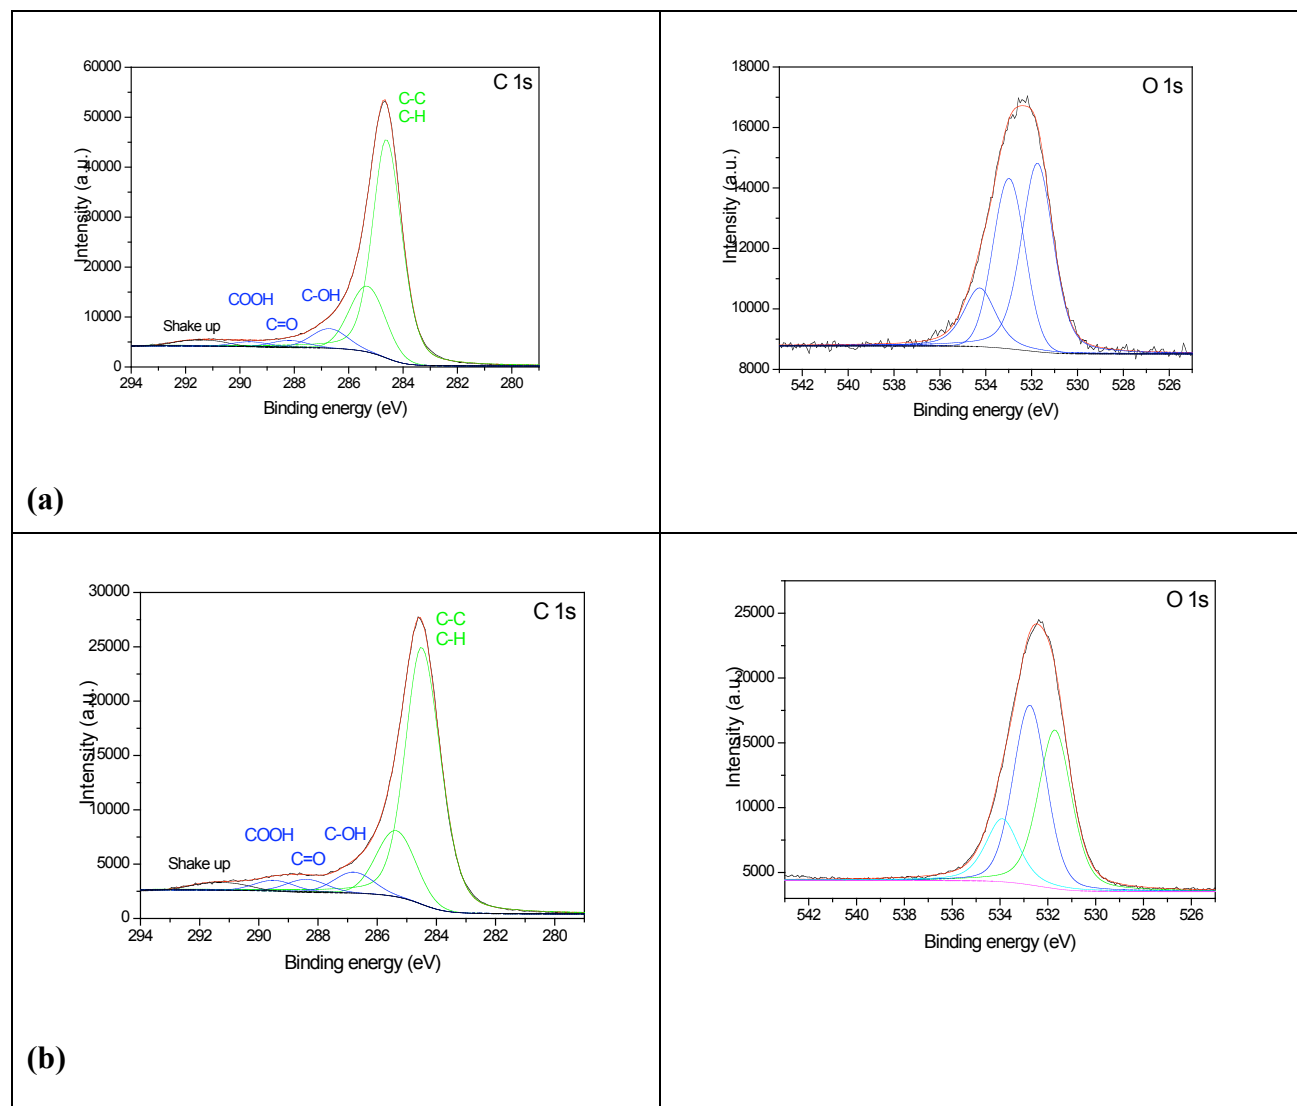 C 1s
C-C
C-H
COOH
C-OH
C=O
Shake up
Intensity (a.u.)
60000
50000
40000
30000
20000
10000
0
294 292 290 288 286 284 282 280
Binding energy (eV)
O 1s
Intensity (a.u.)
18000
16000
14000
12000
10000
8000
542 540 538 536 534 532 530 528 526
Binding energy (eV)
(a)
C 1s
C-C
C-H
COOH
C-OH
C=O
Shake up
Intensity (a.u.)
30000
25000
20000
15000
10000
5000
0
294 292 290 288 286 284 282 280
Binding energy (eV)
O 1s
Intensity (a.u.)
25000
20000
15000
10000
5000
542 540 538 536 534 532 530 528 526
Binding energy (eV)
(b)